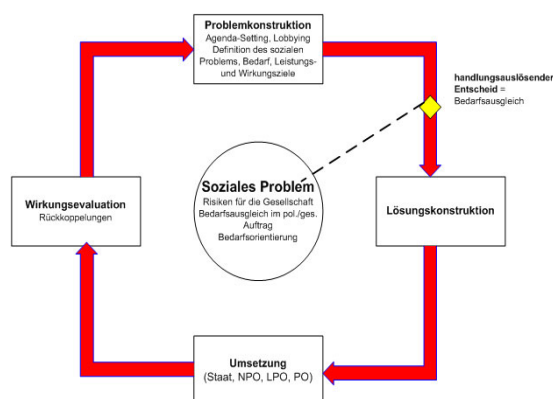 Problemkonstruktion
Agenda-Setting, Lobbying
Definition des sozialen
Problems, Bedarf, Leistungs-
und Wirkungsziele
handlungsauslösender
Entscheid =
Bedarfsausgleich
Soziales Problem
Risiken für die Gesellschaft
Bedarfsausgleich im pol./ges.
Auftrag
Bedarfsorientierung
Wirkungsevaluation
Rückkoppelungen
Lösungskonstruktion
Umsetzung
(Staat, NPO, LPO, PO)